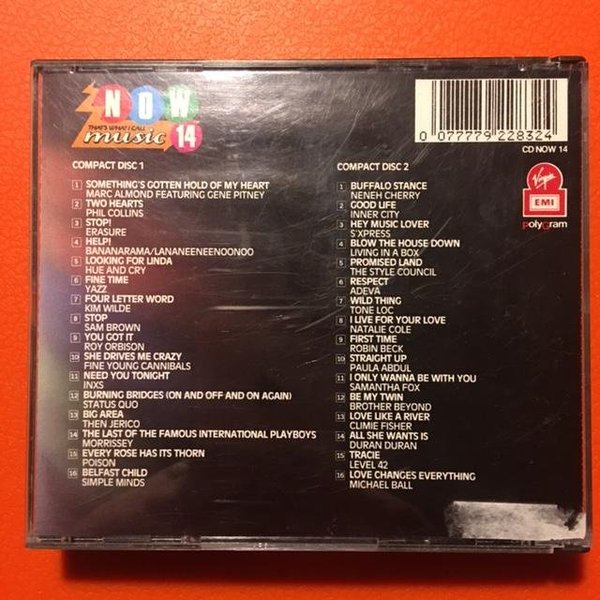 NOW
THAT'S WHAT I CALL
music 14
0 077779 228324
CD NOW 14
Virgin
EMI
polyGram
COMPACT DISC 1
1 SOMETHING'S GOTTEN HOLD OF MY HEART
MARC ALMOND FEATURING GENE PITNEY
2 TWO HEARTS
PHIL COLLINS
3 STOP!
ERASURE
4 HELP!
BANANARAMA/LANANEENEENOONOO
5 LOOKING FOR LINDA
HUE AND CRY
6 FINE TIME
YAZZ
7 FOUR LETTER WORD
KIM WILDE
8 STOP
SAM BROWN
9 YOU GOT IT
ROY ORBISON
10 SHE DRIVES ME CRAZY
FINE YOUNG CANNIBALS
11 NEED YOU TONIGHT
INXS
12 BURNING BRIDGES (ON AND OFF AND ON AGAIN)
STATUS QUO
13 BIG AREA
THEN JERICO
14 THE LAST OF THE FAMOUS INTERNATIONAL PLAYBOYS
MORRISSEY
15 EVERY ROSE HAS ITS THORN
POISON
16 BELFAST CHILD
SIMPLE MINDS
COMPACT DISC 2
1 BUFFALO STANCE
NENEH CHERRY
2 GOOD LIFE
INNER CITY
3 HEY MUSIC LOVER
S'XPRESS
4 BLOW THE HOUSE DOWN
LIVING IN A BOX
5 PROMISED LAND
THE STYLE COUNCIL
6 RESPECT
ADEVA
7 WILD THING
TONE LOC
8 I LIVE FOR YOUR LOVE
NATALIE COLE
9 FIRST TIME
ROBIN BECK
10 STRAIGHT UP
PAULA ABDUL
11 I ONLY WANNA BE WITH YOU
SAMANTHA FOX
12 BE MY TWIN
BROTHER BEYOND
13 LOVE LIKE A RIVER
CLIMIE FISHER
14 ALL SHE WANTS IS
DURAN DURAN
15 TRACIE
LEVEL 42
16 LOVE CHANGES EVERYTHING
MICHAEL BALL